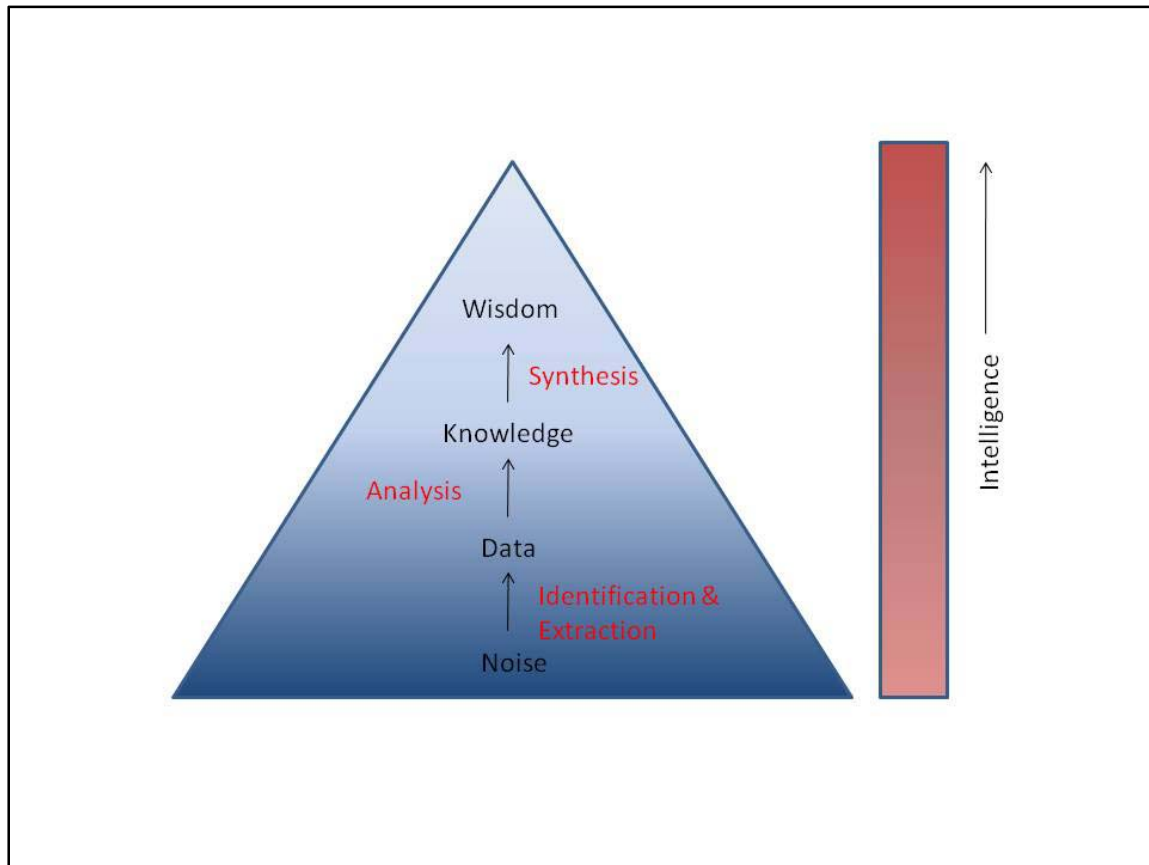 Wisdom
Synthesis
Knowledge
Analysis
Data
Identification &
Extraction
Noise
Intelligence